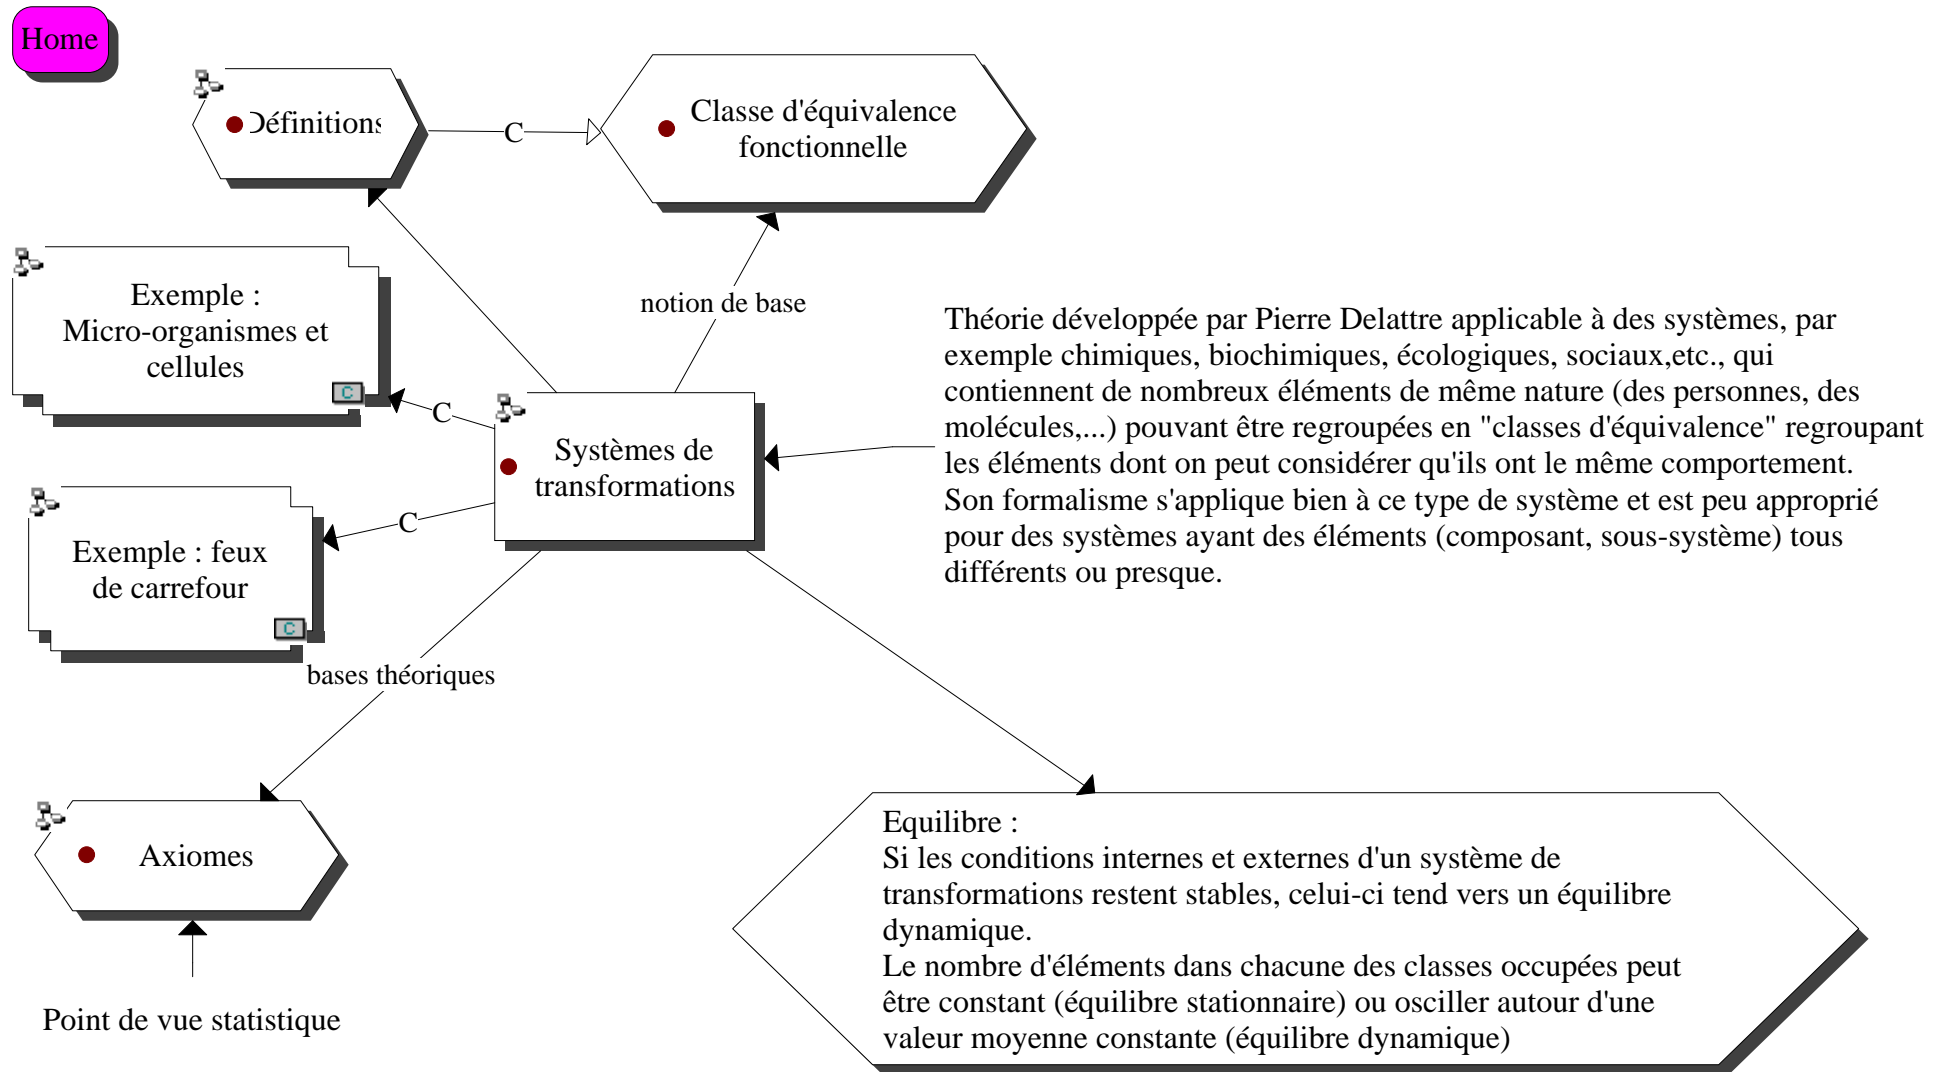 Home
Définitions
C
Classe d'équivalence
fonctionnelle
Exemple :
Micro-organismes et
cellules
C
C
notion de base
Systèmes de
transformations
Théorie développée par Pierre Delattre applicable à des systèmes, par
exemple chimiques, biochimiques, écologiques, sociaux,etc., qui
contiennent de nombreux éléments de même nature (des personnes, des
molécules,...) pouvant être regroupées en "classes d'équivalence" regroupant
les éléments dont on peut considérer qu'ils ont le même comportement.
Son formalisme s'applique bien à ce type de système et est peu approprié
pour des systèmes ayant des éléments (composant, sous-système) tous
différents ou presque.
Exemple : feux
de carrefour
C
C
bases théoriques
Axiomes
Point de vue statistique
Equilibre :
Si les conditions internes et externes d'un système de
transformations restent stables, celui-ci tend vers un équilibre
dynamique.
Le nombre d'éléments dans chacune des classes occupées peut
être constant (équilibre stationnaire) ou osciller autour d'une
valeur moyenne constante (équilibre dynamique)